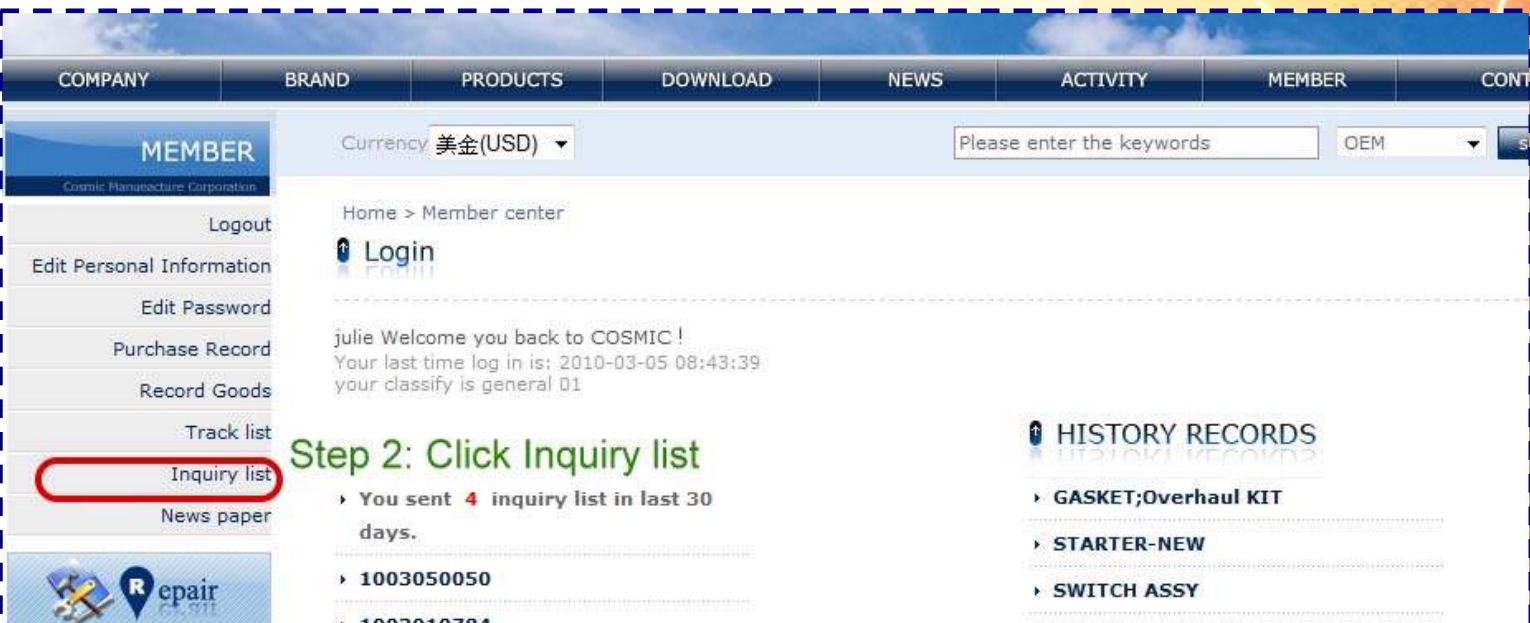 COMPANY BRAND PRODUCTS DOWNLOAD NEWS ACTIVITY MEMBER
MEMBER
Cosmic Manueacture Corporation
Currency 美金(USD)
Please enter the keywords
OEM
Logout
Edit Personal Information
Edit Password
Purchase Record
Record Goods
Track list
Inquiry list
News paper
Repair
Home > Member center
Login
julie Welcome you back to COSMIC !
Your last time log in is: 2010-03-05 08:43:39
your classify is general 01
Step 2: Click Inquiry list
You sent 4 inquiry list in last 30
days.
1003050050
HISTORY RECORDS
GASKET;Overhaul KIT
STARTER-NEW
SWITCH ASSY